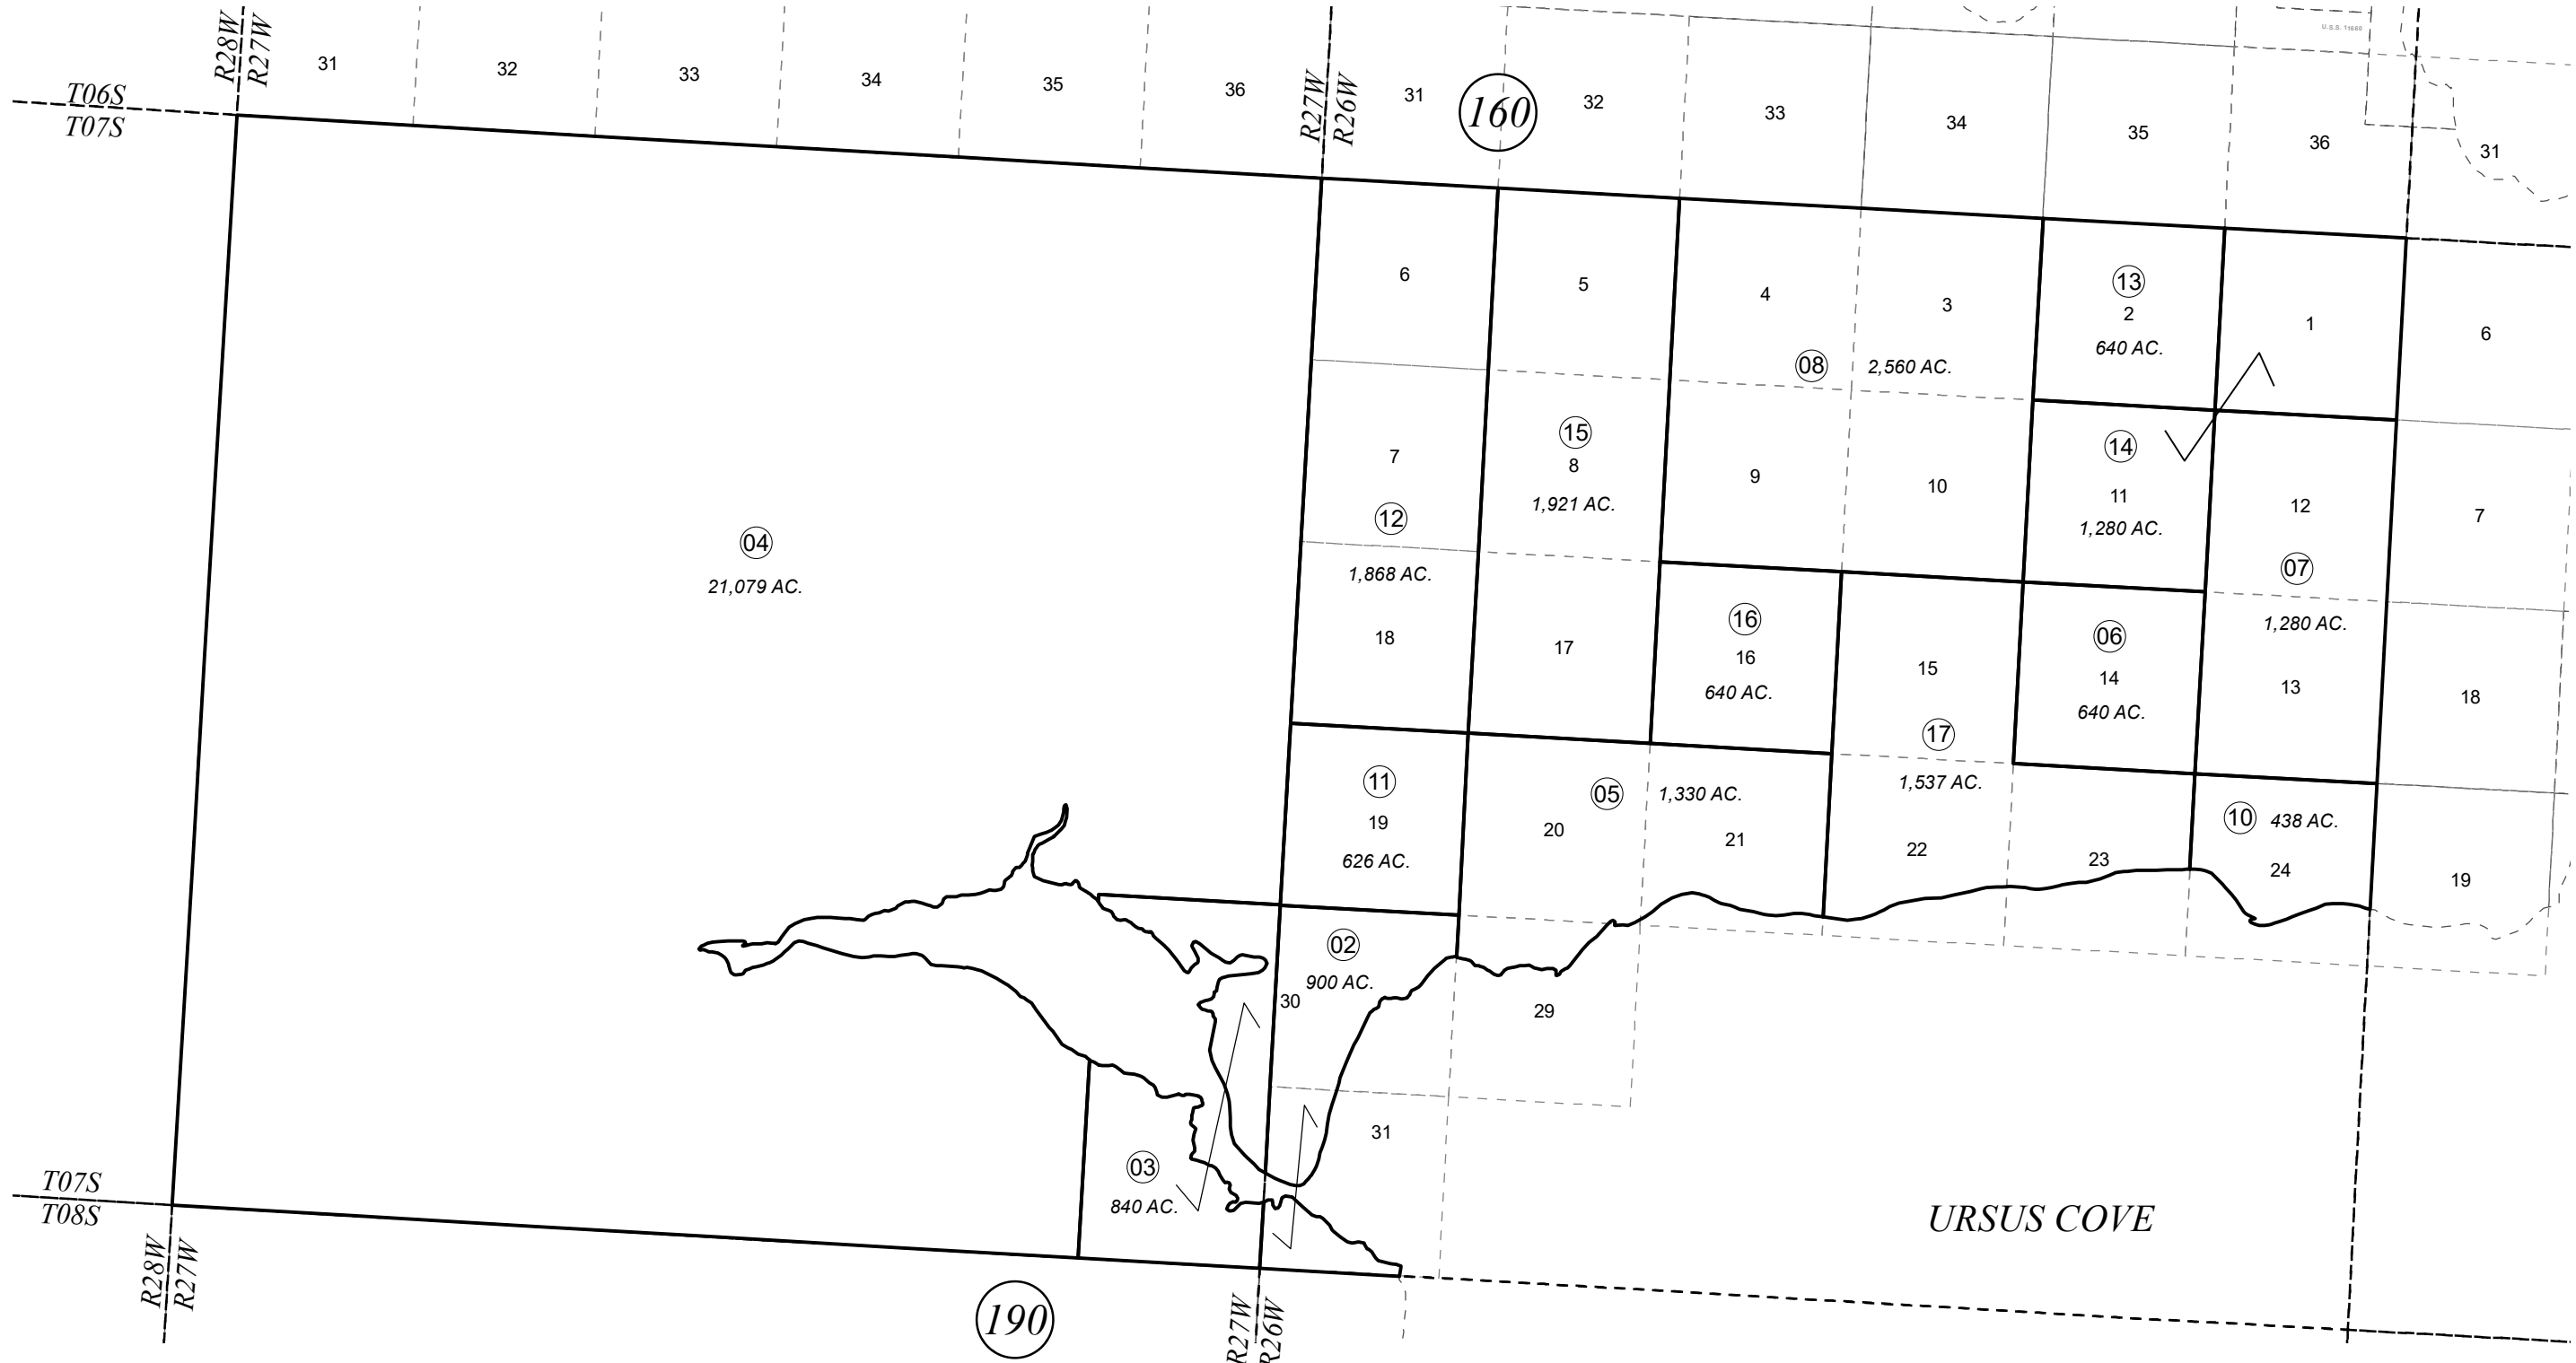 R28W
R27W
T06S
T07S
31
32
33
34
35
36
R27W
R26W
31
160
32
33
34
35
36
31
U.S.S. 11660
6
5
4
3
13
2
640 AC.
1
6
08
2,560 AC.
7
15
8
1,921 AC.
9
10
14
11
1,280 AC.
12
7
12
1,868 AC.
04
21,079 AC.
07
1,280 AC.
18
17
16
16
640 AC.
15
06
14
640 AC.
13
18
17
1,537 AC.
11
19
626 AC.
05
1,330 AC.
20
21
22
23
10
438 AC.
24
19
02
900 AC.
30
29
31
03
840 AC.
T07S
T08S
R28W
R27W
190
R27W
R26W
URSUS COVE